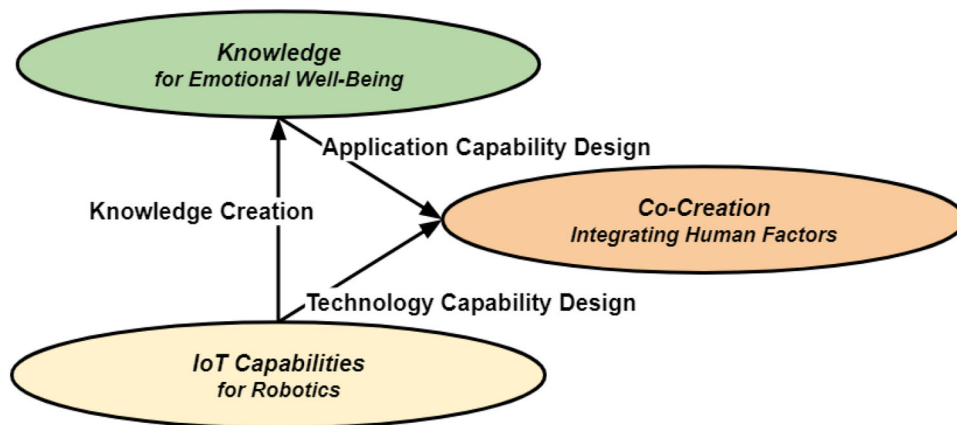 Knowledge
for Emotional Well-Being
Application Capability Design
Knowledge Creation
Co-Creation
Integrating Human Factors
Technology Capability Design
IoT Capabilities
for Robotics